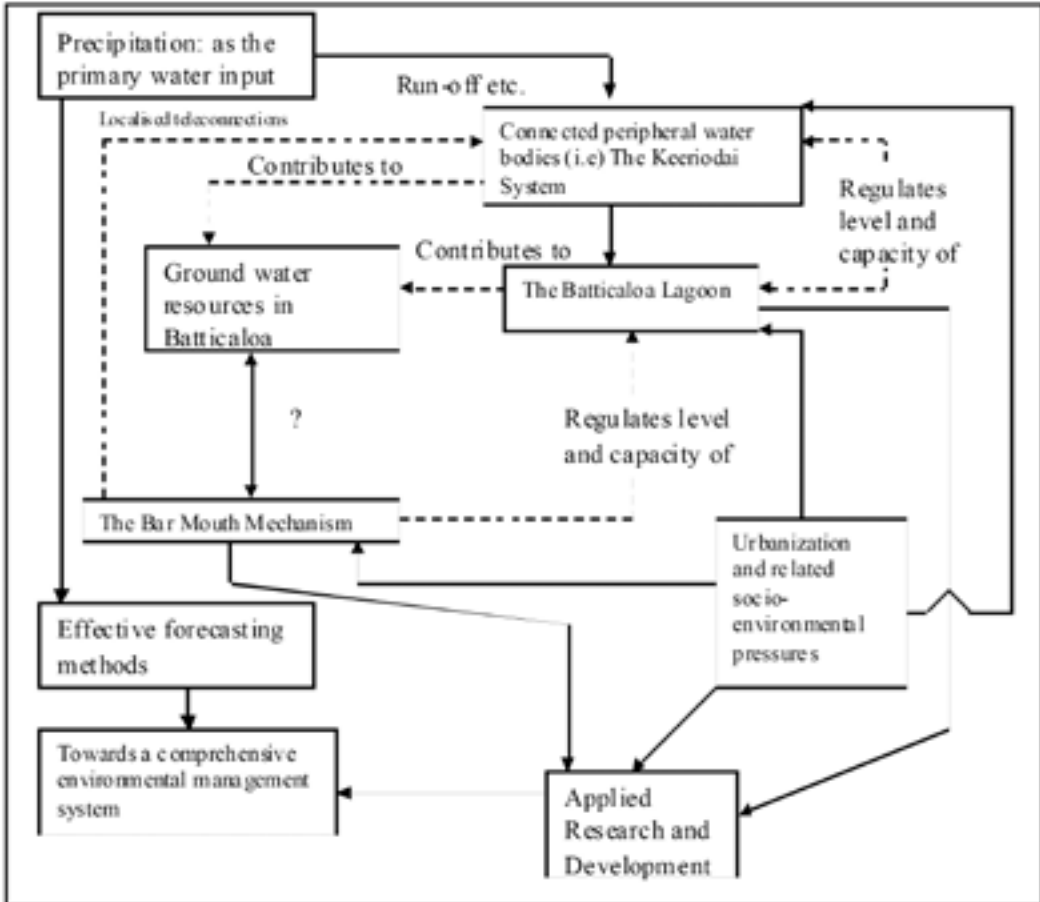 Precipitation: as the
primary water input
Run-off etc.
Localised teleconnections
Connected peripheral water
bodies (i.e) The Keeriodai
System
Contributes to
Regulates
level and
capacity of
Ground water
resources in
Batticaloa
Contributes to
The Batticaloa Lagoon
?
Regulates level
and capacity of
The Bar Mouth Mechanism
Urbanization
and related
socio-
environmental
pressures
Effective forecasting
methods
Towards a comprehensive
environmental management
system
Applied
Research and
Development